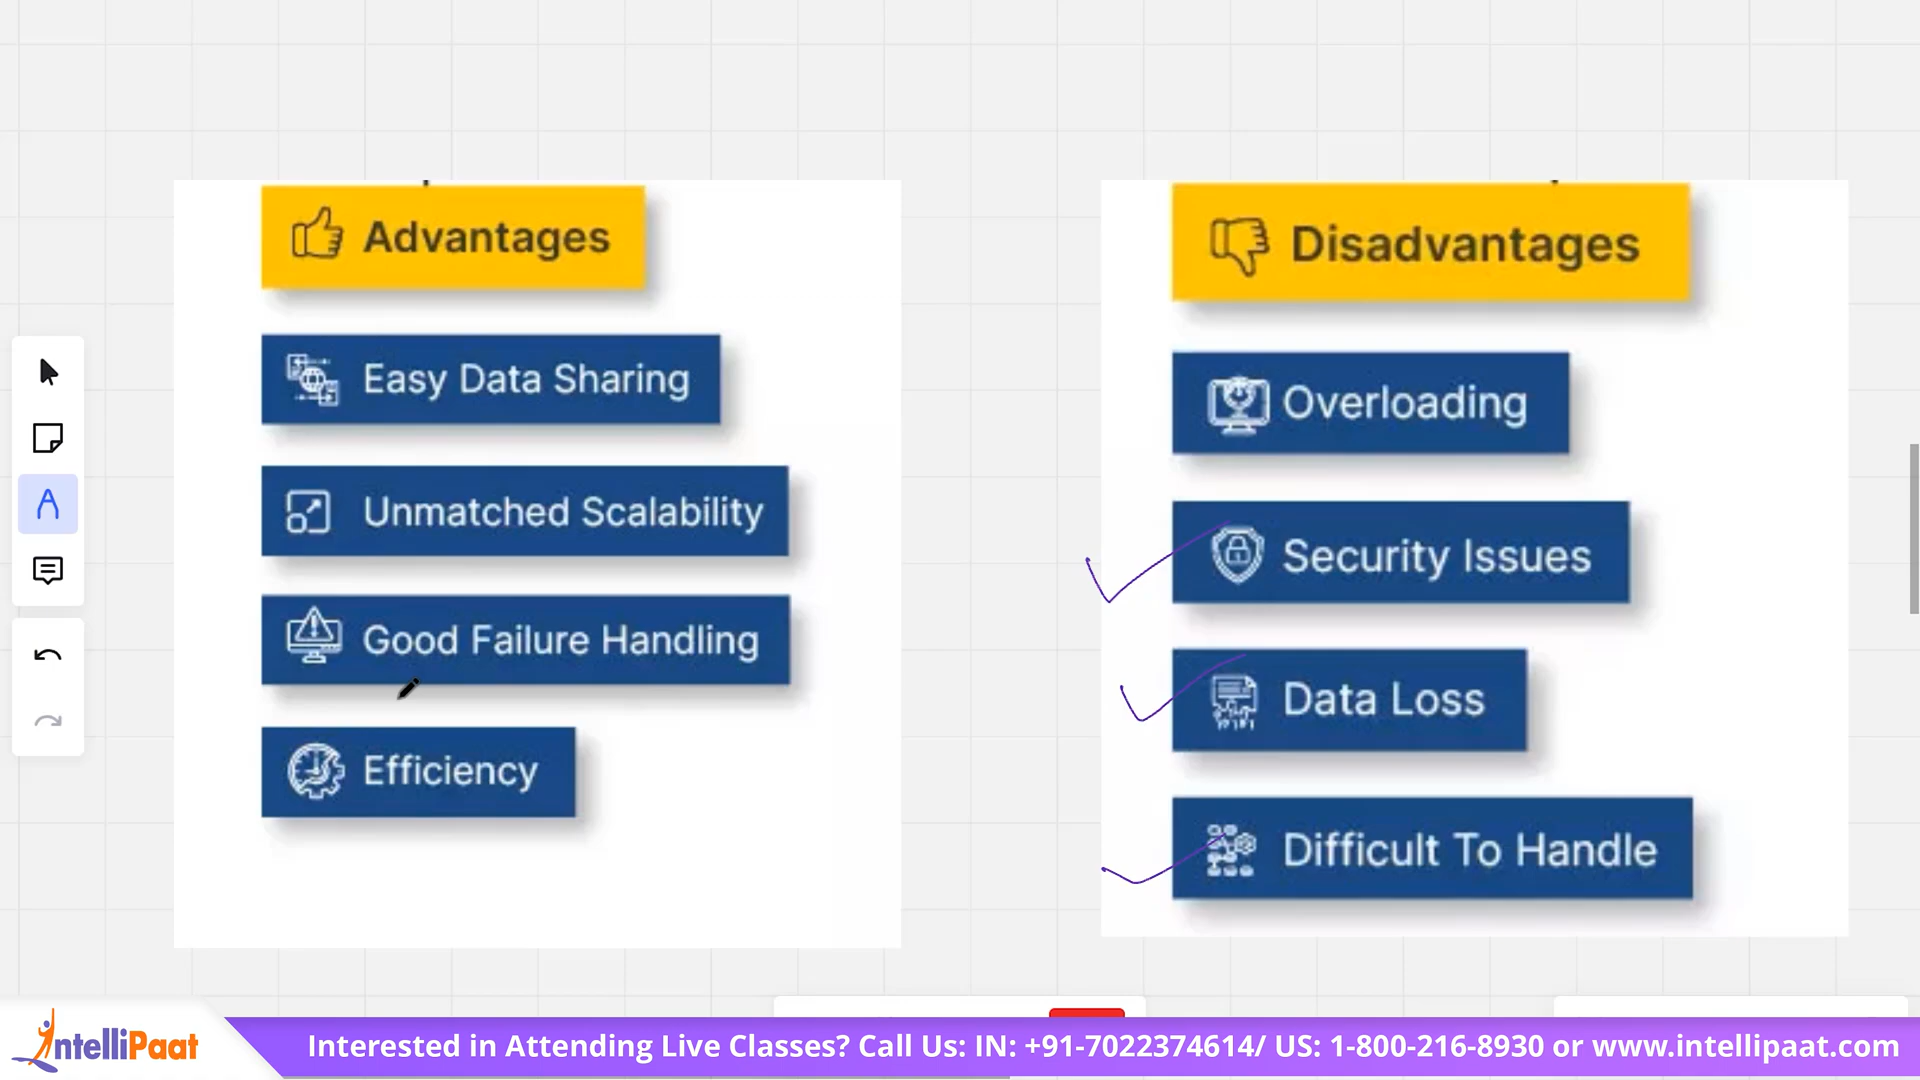 Advantages
Easy Data Sharing
Unmatched Scalability
Good Failure Handling
Efficiency
Disadvantages
Overloading
Security Issues
Data Loss
Difficult To Handle
IntelliPaat
Interested in Attending Live Classes? Call Us: IN: +91-7022374614/ US: 1-800-216-8930 or www.intellipaat.com